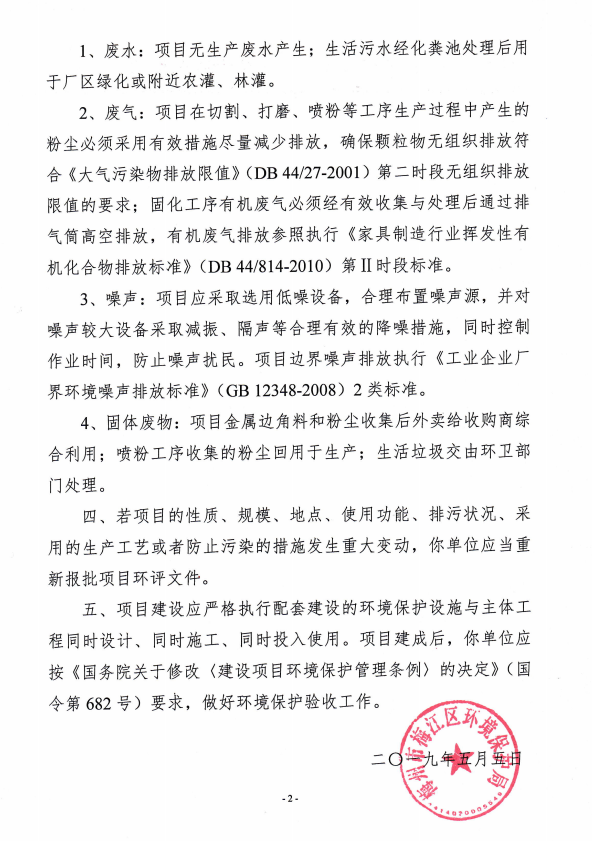 1、废水：项目无生产废水产生；生活污水经化粪池处理后用
于厂区绿化或附近农灌、林灌。
2、废气：项目在切割、打磨、喷粉等工序生产过程中产生的
粉尘必须采用有效措施尽量减少排放，确保颗粒物无组织排放符
合《大气污染物排放限值》（DB 44/27-2001）第二时段无组织排放
限值的要求；固化工序有机废气必须经有效收集与处理后通过排
气筒高空排放，有机废气排放参照执行《家具制造行业挥发性有
机化合物排放标准》（DB 44/814-2010）第Ⅱ时段标准。
3、噪声：项目应采取选用低噪设备，合理布置噪声源，并对
噪声较大设备采取减振、隔声等合理有效的降噪措施，同时控制
作业时间，防止噪声扰民。项目边界噪声排放执行《工业企业厂
界环境噪声排放标准》（GB 12348-2008）2 类标准。
4、固体废物：项目金属边角料和粉尘收集后外卖给收购商综
合利用；喷粉工序收集的粉尘回用于生产；生活垃圾交由环卫部
门处理。
四、若项目的性质、规模、地点、使用功能、排污状况、采
用的生产工艺或者防止污染的措施发生重大变动，你单位应当重
新报批项目环评文件。
五、项目建设应严格执行配套建设的环境保护设施与主体工
程同时设计、同时施工、同时投入使用。项目建成后，你单位应
按《国务院关于修改〈建设项目环境保护管理条例〉的决定》（国
令第 682 号）要求，做好环境保护验收工作。
梅州市梅江区环境保护局
二〇一九年五月五日
- 2 -